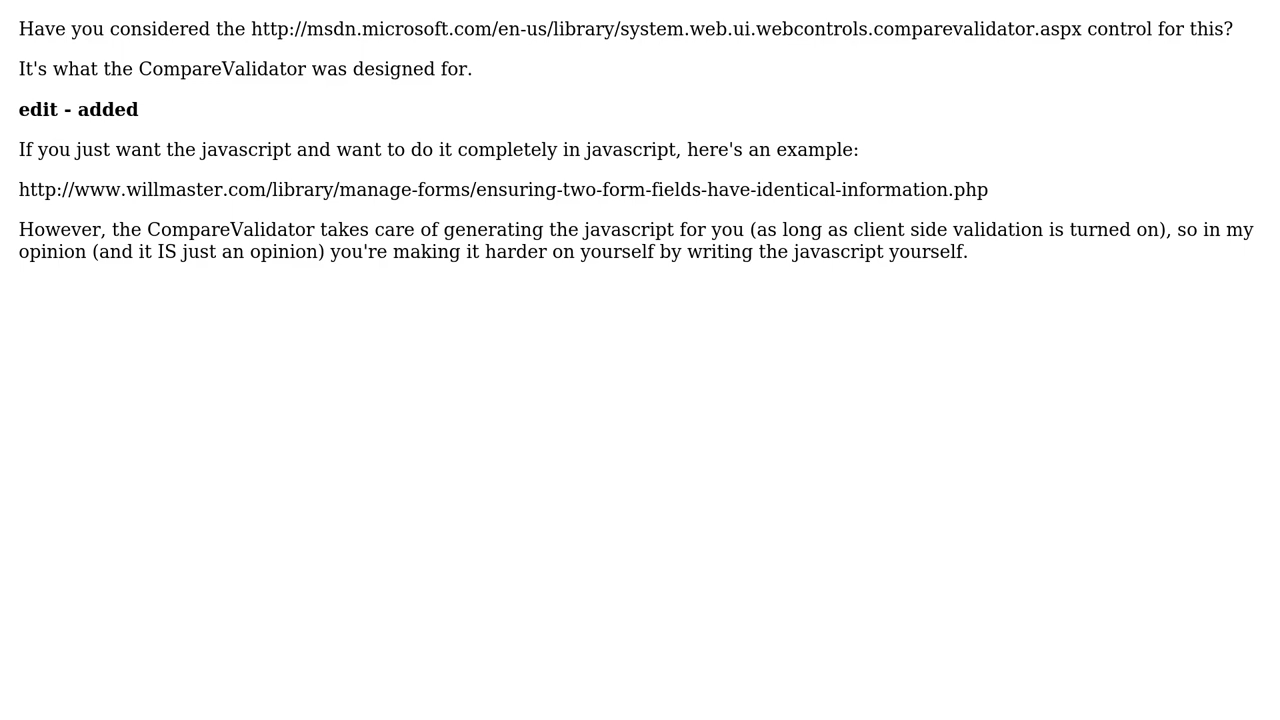 Have you considered the http://msdn.microsoft.com/en-us/library/system.web.ui.webcontrols.comparevalidator.aspx control for this?
It's what the CompareValidator was designed for.
edit - added
If you just want the javascript and want to do it completely in javascript, here's an example:
http://www.willmaster.com/library/manage-forms/ensuring-two-form-fields-have-identical-information.php
However, the CompareValidator takes care of generating the javascript for you (as long as client side validation is turned on), so in my
opinion (and it IS just an opinion) you're making it harder on yourself by writing the javascript yourself.